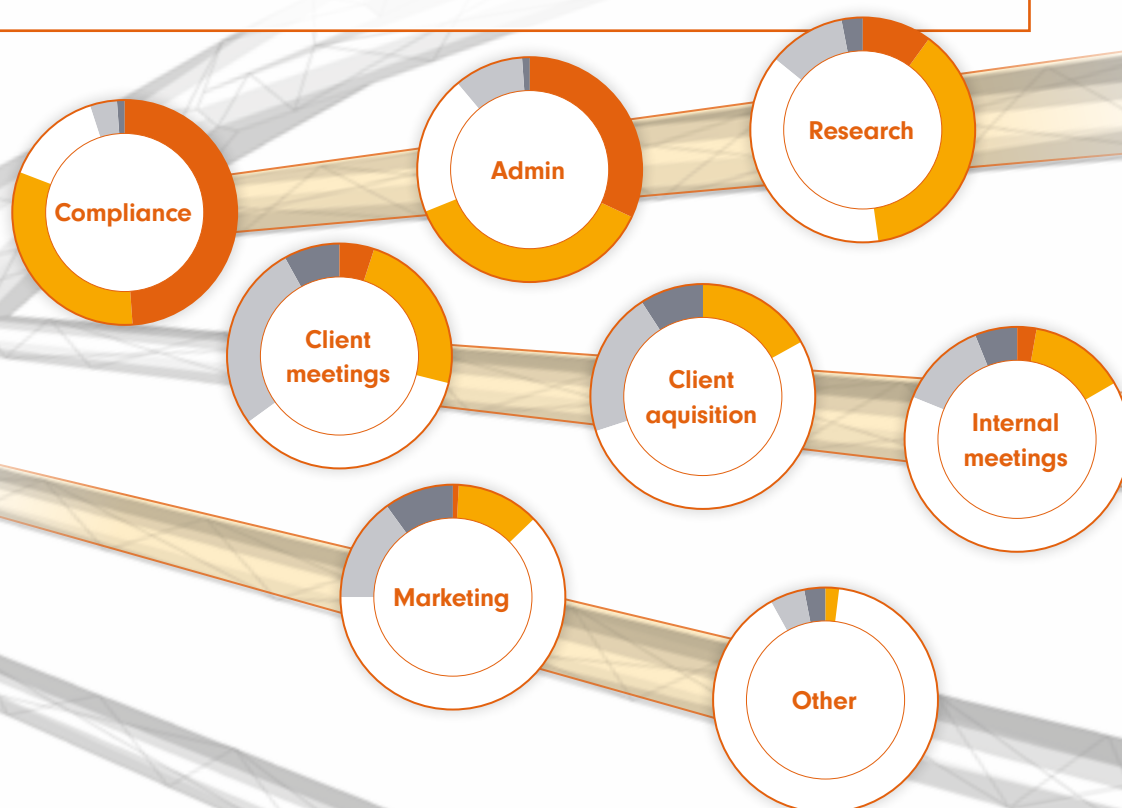 Compliance
Admin
Research
Client
meetings
Client
aquisition
Internal
meetings
Marketing
Other